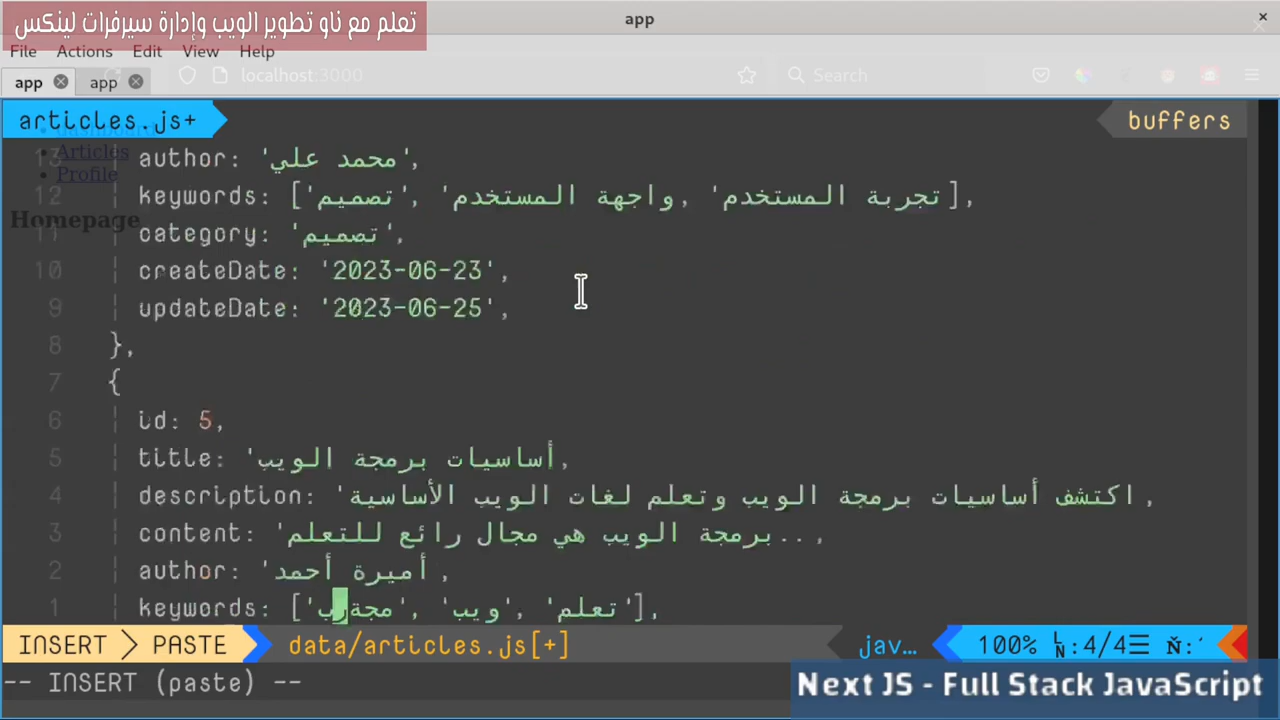 تعلم مع ناو تطوير الويب وإدارة سيرفرات لينكس
app
File Actions Edit View Help
localhost:3000
Search
app app
articles.js+
buffers
dashboard
Articles
Profile
Homepage
13 author: 'محمد علي',
12 keywords: ['تصميم', 'واجهة المستخدم, 'تجربة المستخدم],
11 category: 'تصميم',
10 createDate: '2023-06-23',
9 updateDate: '2023-06-25',
8 },
7 {
6 id: 5,
5 title: 'أساسيات برمجة الويب,
4 description: 'اكتشف أساسيات برمجة الويب وتعلم لغات الويب الأساسية,
3 content: 'برمجة الويب هي مجال رائع للتعلم..,
2 author: 'أميرة أحمد,
1 keywords: ['برمجة', 'ويب', 'تعلم'],
INSERT PASTE data/articles.js[+] jav… 100% ㏑:4/4☰ ℅:
-- INSERT (paste) --
Next JS - Full Stack JavaScript